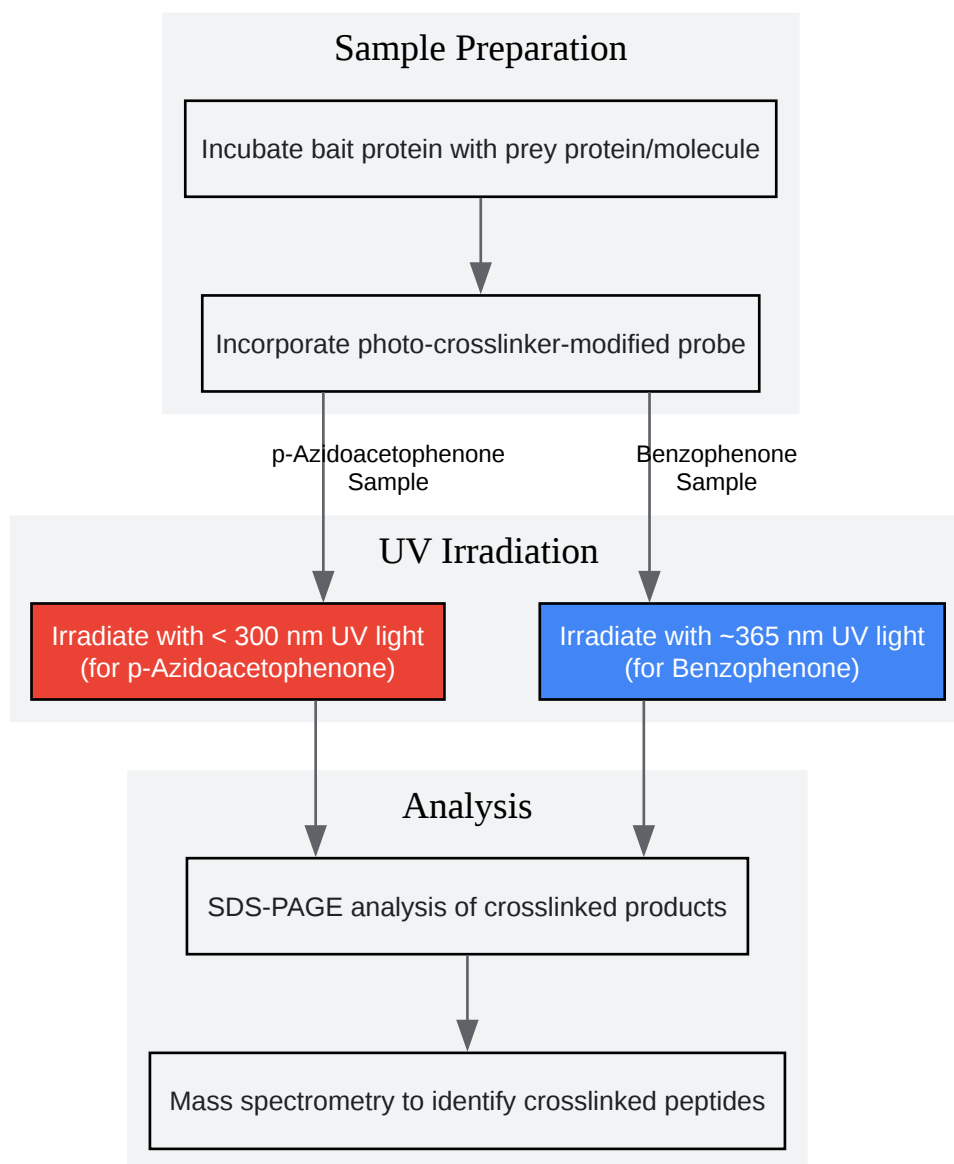 Sample Preparation
Incubate bait protein with prey protein/molecule
Incorporate photo-crosslinker-modified probe
p-Azidoacetophenone
Sample
Benzophenone
Sample
UV Irradiation
Irradiate with < 300 nm UV light
(for p-Azidoacetophenone)
Irradiate with ~365 nm UV light
(for Benzophenone)
Analysis
SDS-PAGE analysis of crosslinked products
Mass spectrometry to identify crosslinked peptides